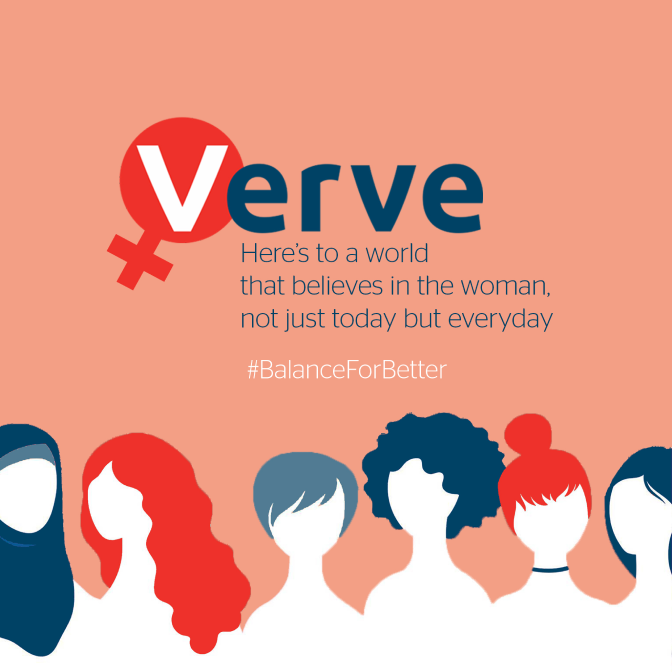 Verve
Here's to a world
that believes in the woman,
not just today but everyday
#BalanceForBetter